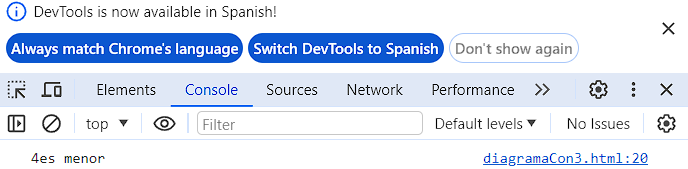 DevTools is now available in Spanish!
Always match Chrome's language Switch DevTools to Spanish Don't show again
Elements Console Sources Network Performance
top Filter Default levels No Issues
4es menor diagramaCon3.html:20